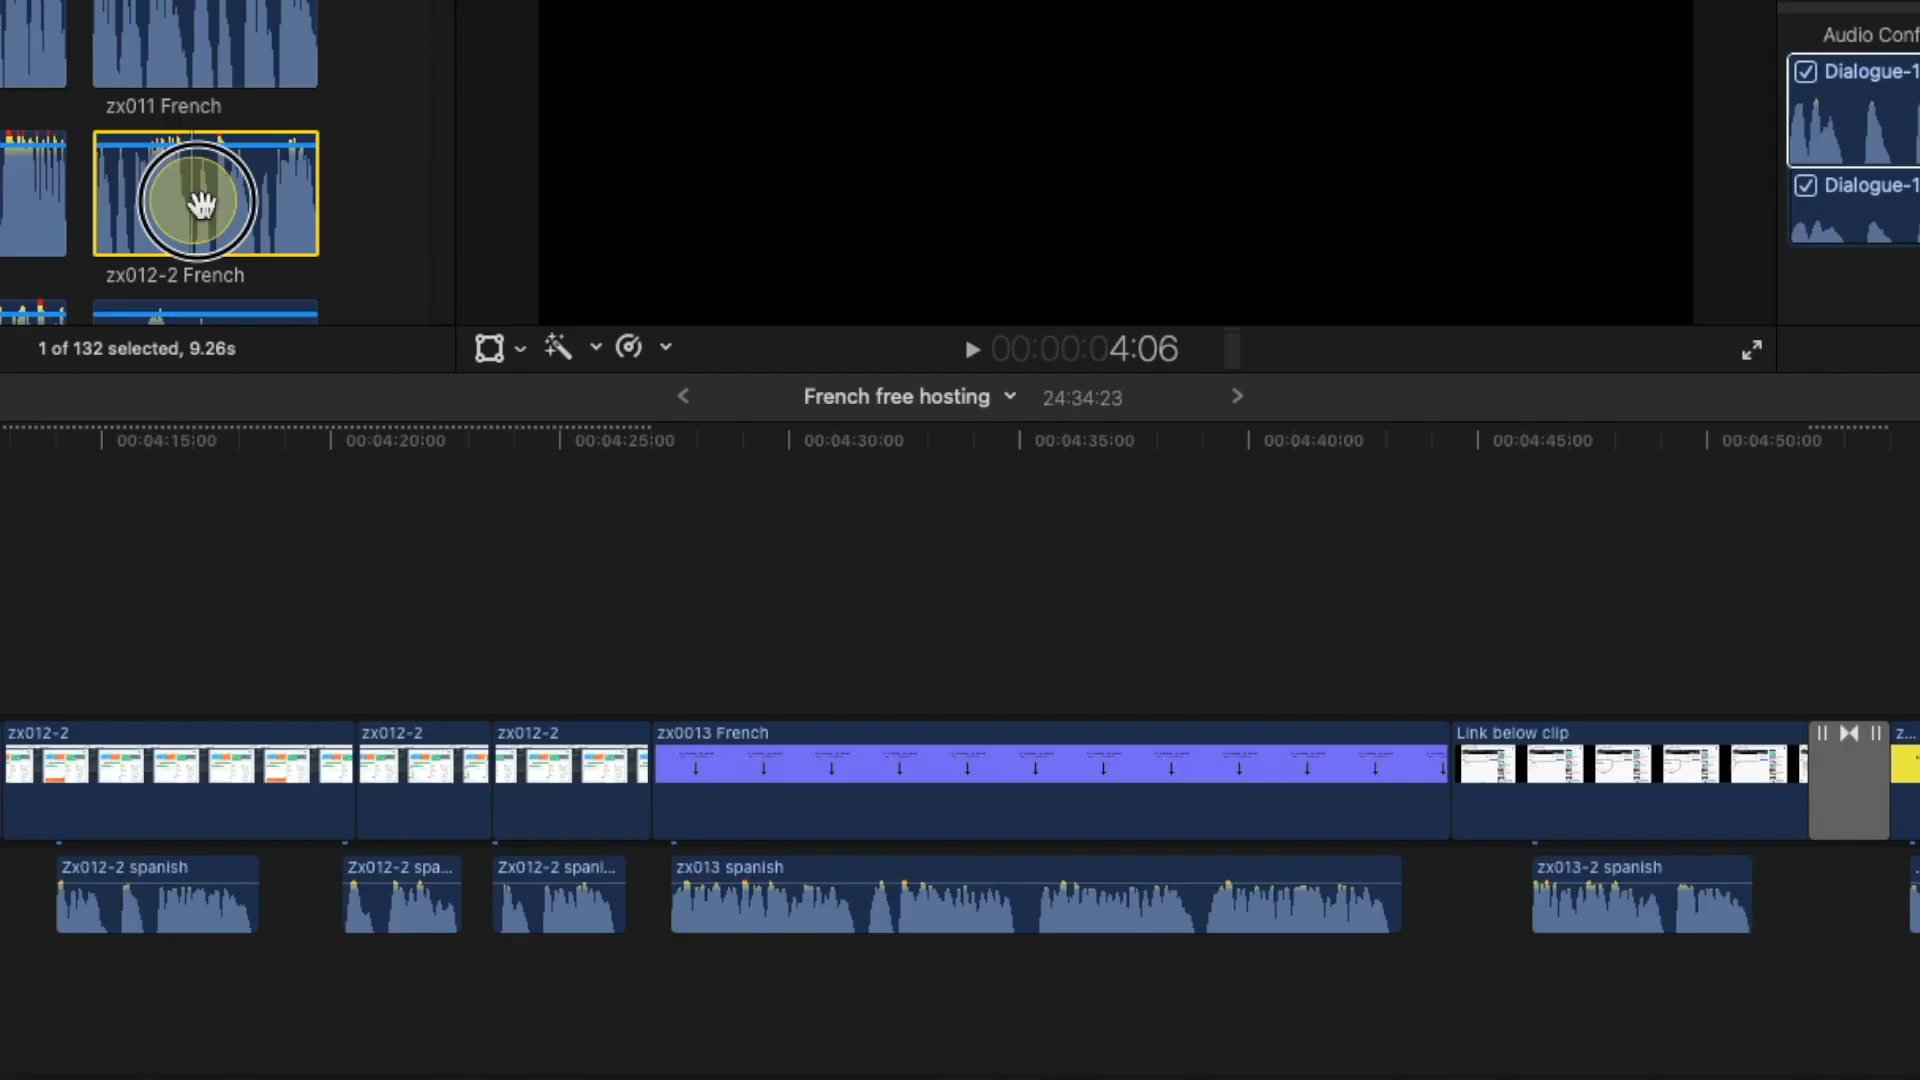 Audio Conf
Dialogue-1
zx011 French
Dialogue-1
zx012-2 French
1 of 132 selected, 9.26s
00:00:04:06
French free hosting
24:34:23
00:04:15:00
00:04:20:00
00:04:25:00
00:04:30:00
00:04:35:00
00:04:40:00
00:04:45:00
00:04:50:00
zx012-2
zx012-2
zx012-2
zx0013 French
Link below clip
z...
Zx012-2 spanish
Zx012-2 spa...
Zx012-2 spani...
zx013 spanish
zx013-2 spanish